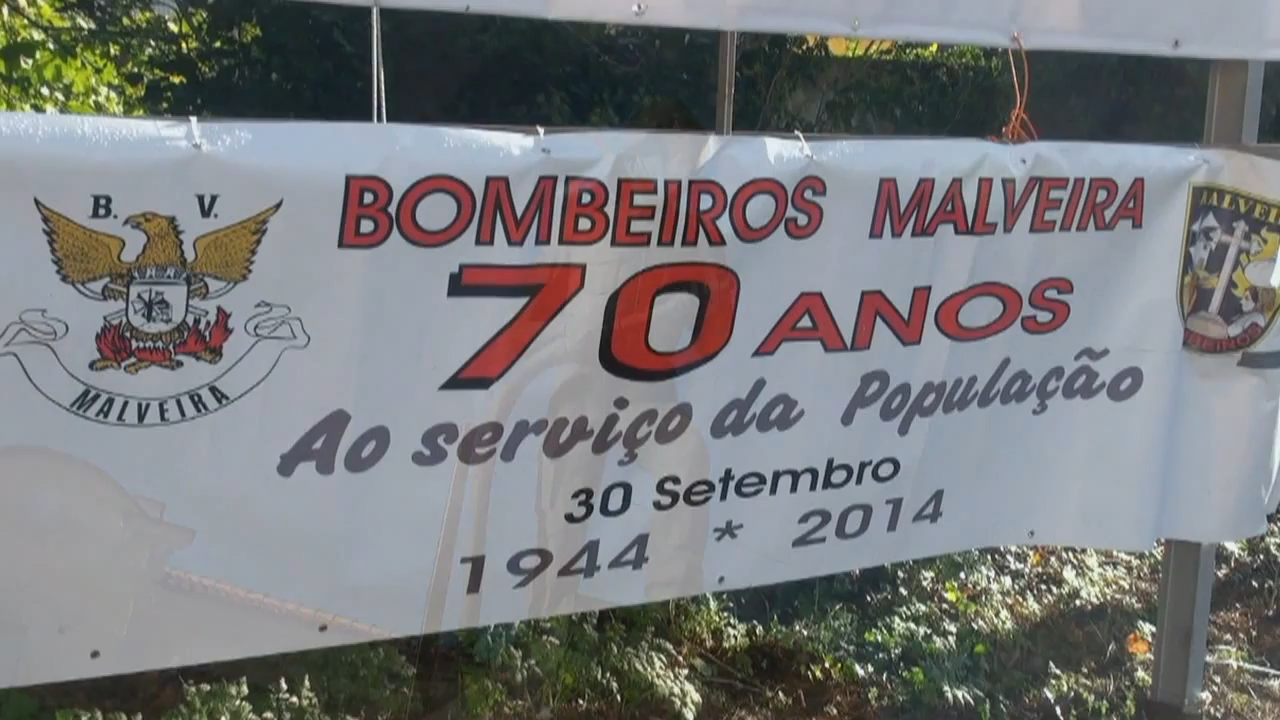 B. V.
MALVEIRA
BOMBEIROS MALVEIRA
70 ANOS
Ao serviço da População
30 Setembro
1944 * 2014